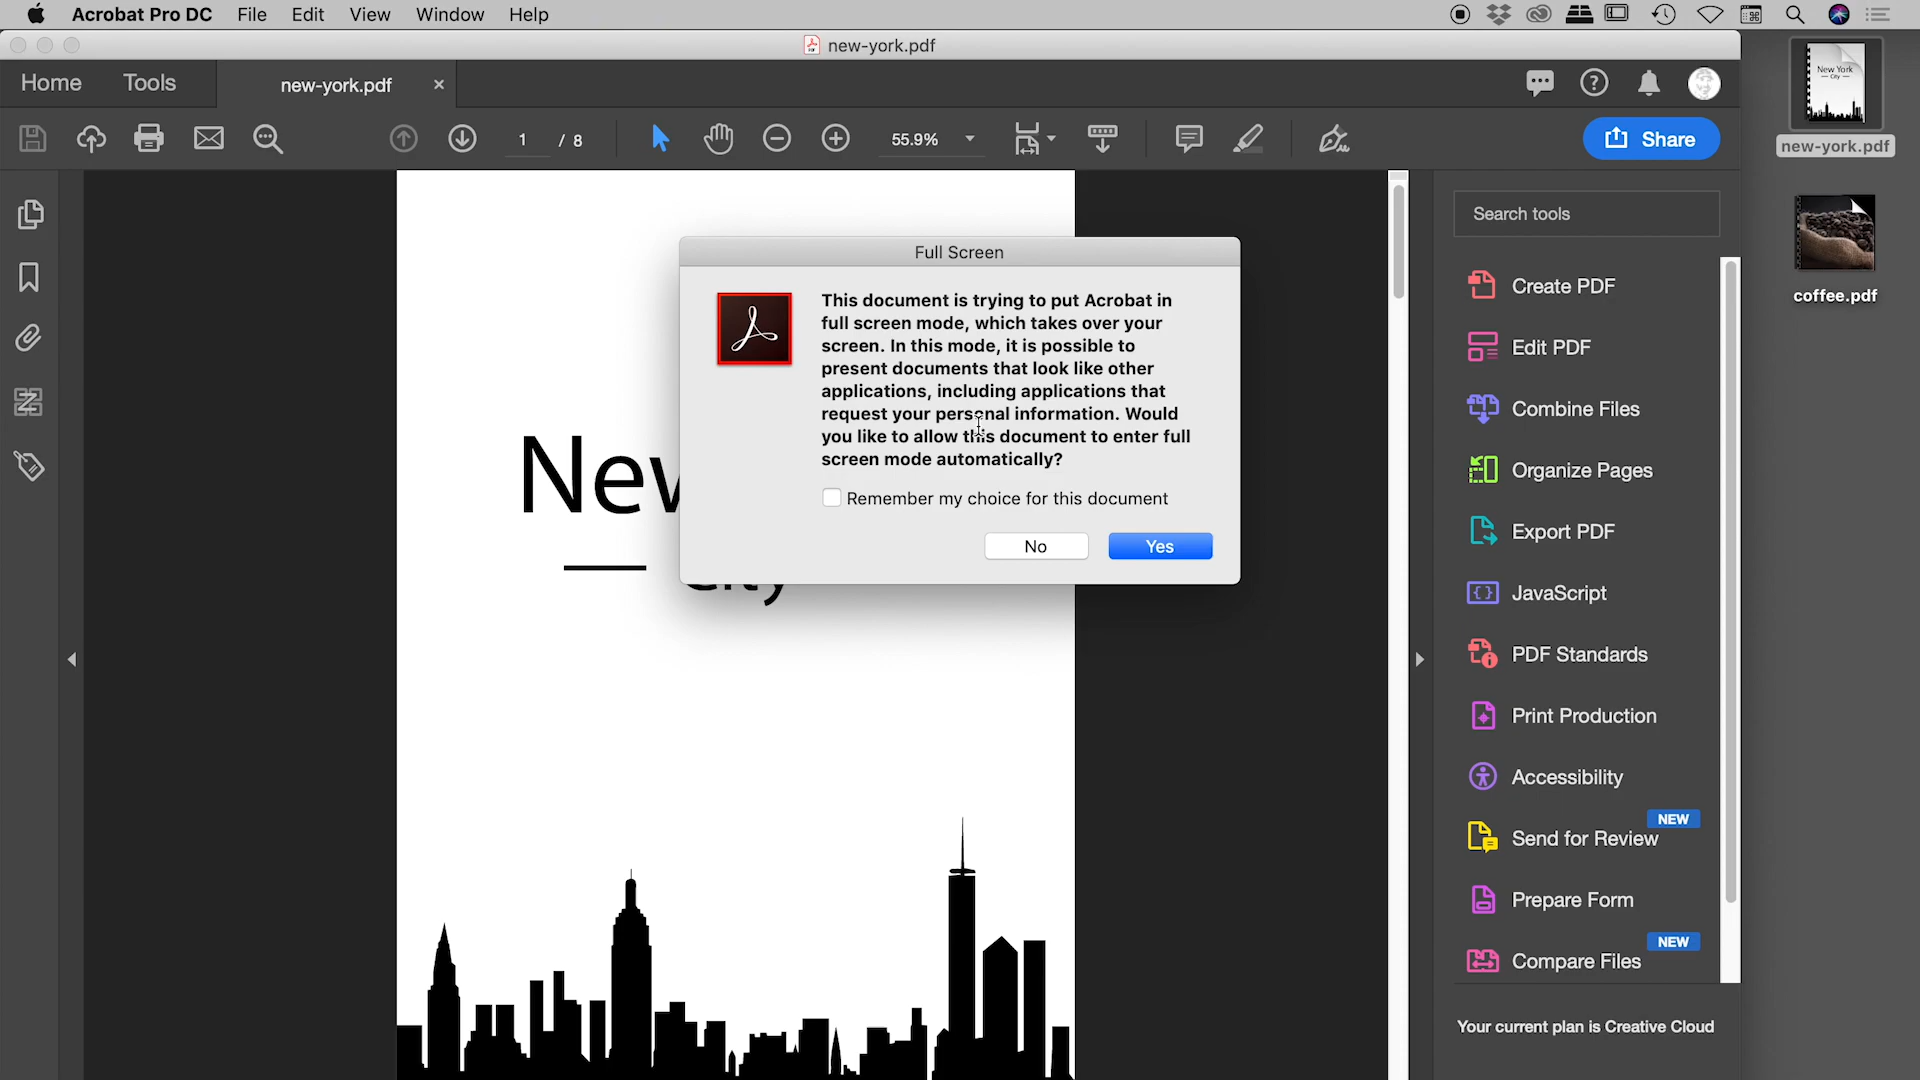 Acrobat Pro DC File Edit View Window Help
new-york.pdf
Home Tools new-york.pdf
1 / 8 55.9% Share
Search tools
Create PDF
Edit PDF
Combine Files
Organize Pages
Export PDF
JavaScript
PDF Standards
Print Production
Accessibility
NEW
Send for Review
Prepare Form
NEW
Compare Files
Your current plan is Creative Cloud
Full Screen
This document is trying to put Acrobat in
full screen mode, which takes over your
screen. In this mode, it is possible to
present documents that look like other
applications, including applications that
request your personal information. Would
you like to allow this document to enter full
screen mode automatically?
Remember my choice for this document
No Yes
New
City
New York
City
new-york.pdf
coffee.pdf